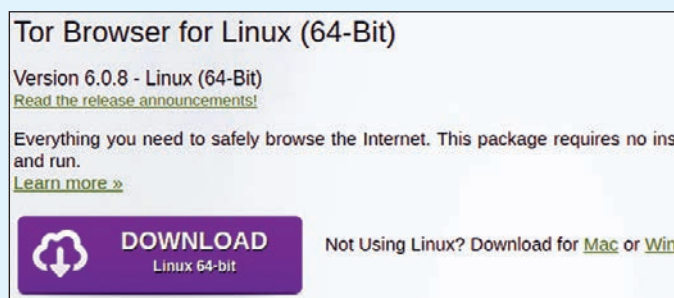 Tor Browser for Linux (64-Bit)
Version 6.0.8 - Linux (64-Bit)
Read the release announcements!
Everything you need to safely browse the Internet. This package requires no ins
and run.
Learn more »
DOWNLOAD
Linux 64-bit
Not Using Linux? Download for Mac or Win